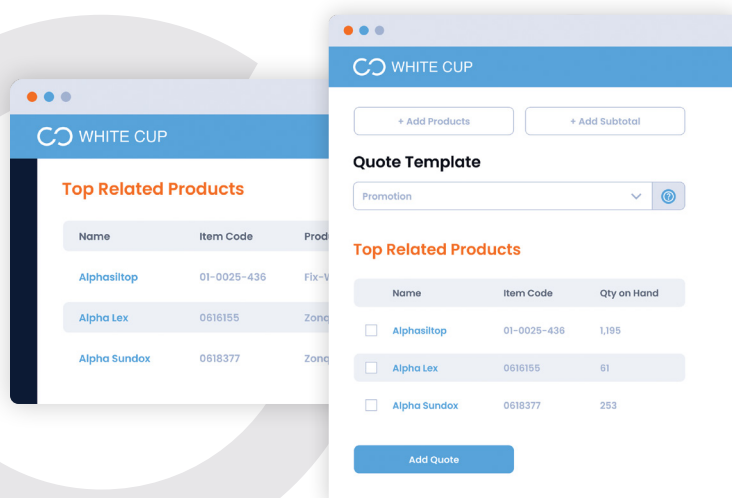 WHITE CUP
Top Related Products
Name Item Code
Alphasiltop 01-0025-436
Alpha Lex 0616155
Alpha Sundox 0618377
WHITE CUP
+ Add Products + Add Subtotal
Quote Template
Promotion
Top Related Products
Name Item Code Qty on Hand
Alphasiltop 01-0025-436 1,195
Alpha Lex 0616155 61
Alpha Sundox 0618377 253
Add Quote